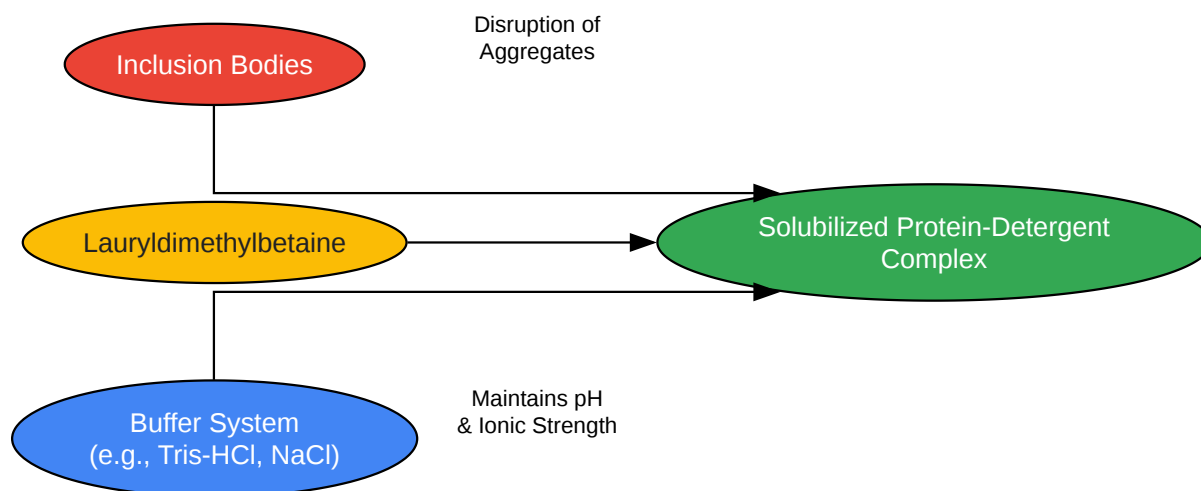 Disruption of
Aggregates
Inclusion Bodies
Lauryldimethylbetaine
Solubilized Protein-Detergent
Complex
Maintains pH
& Ionic Strength
Buffer System
(e.g., Tris-HCl, NaCl)